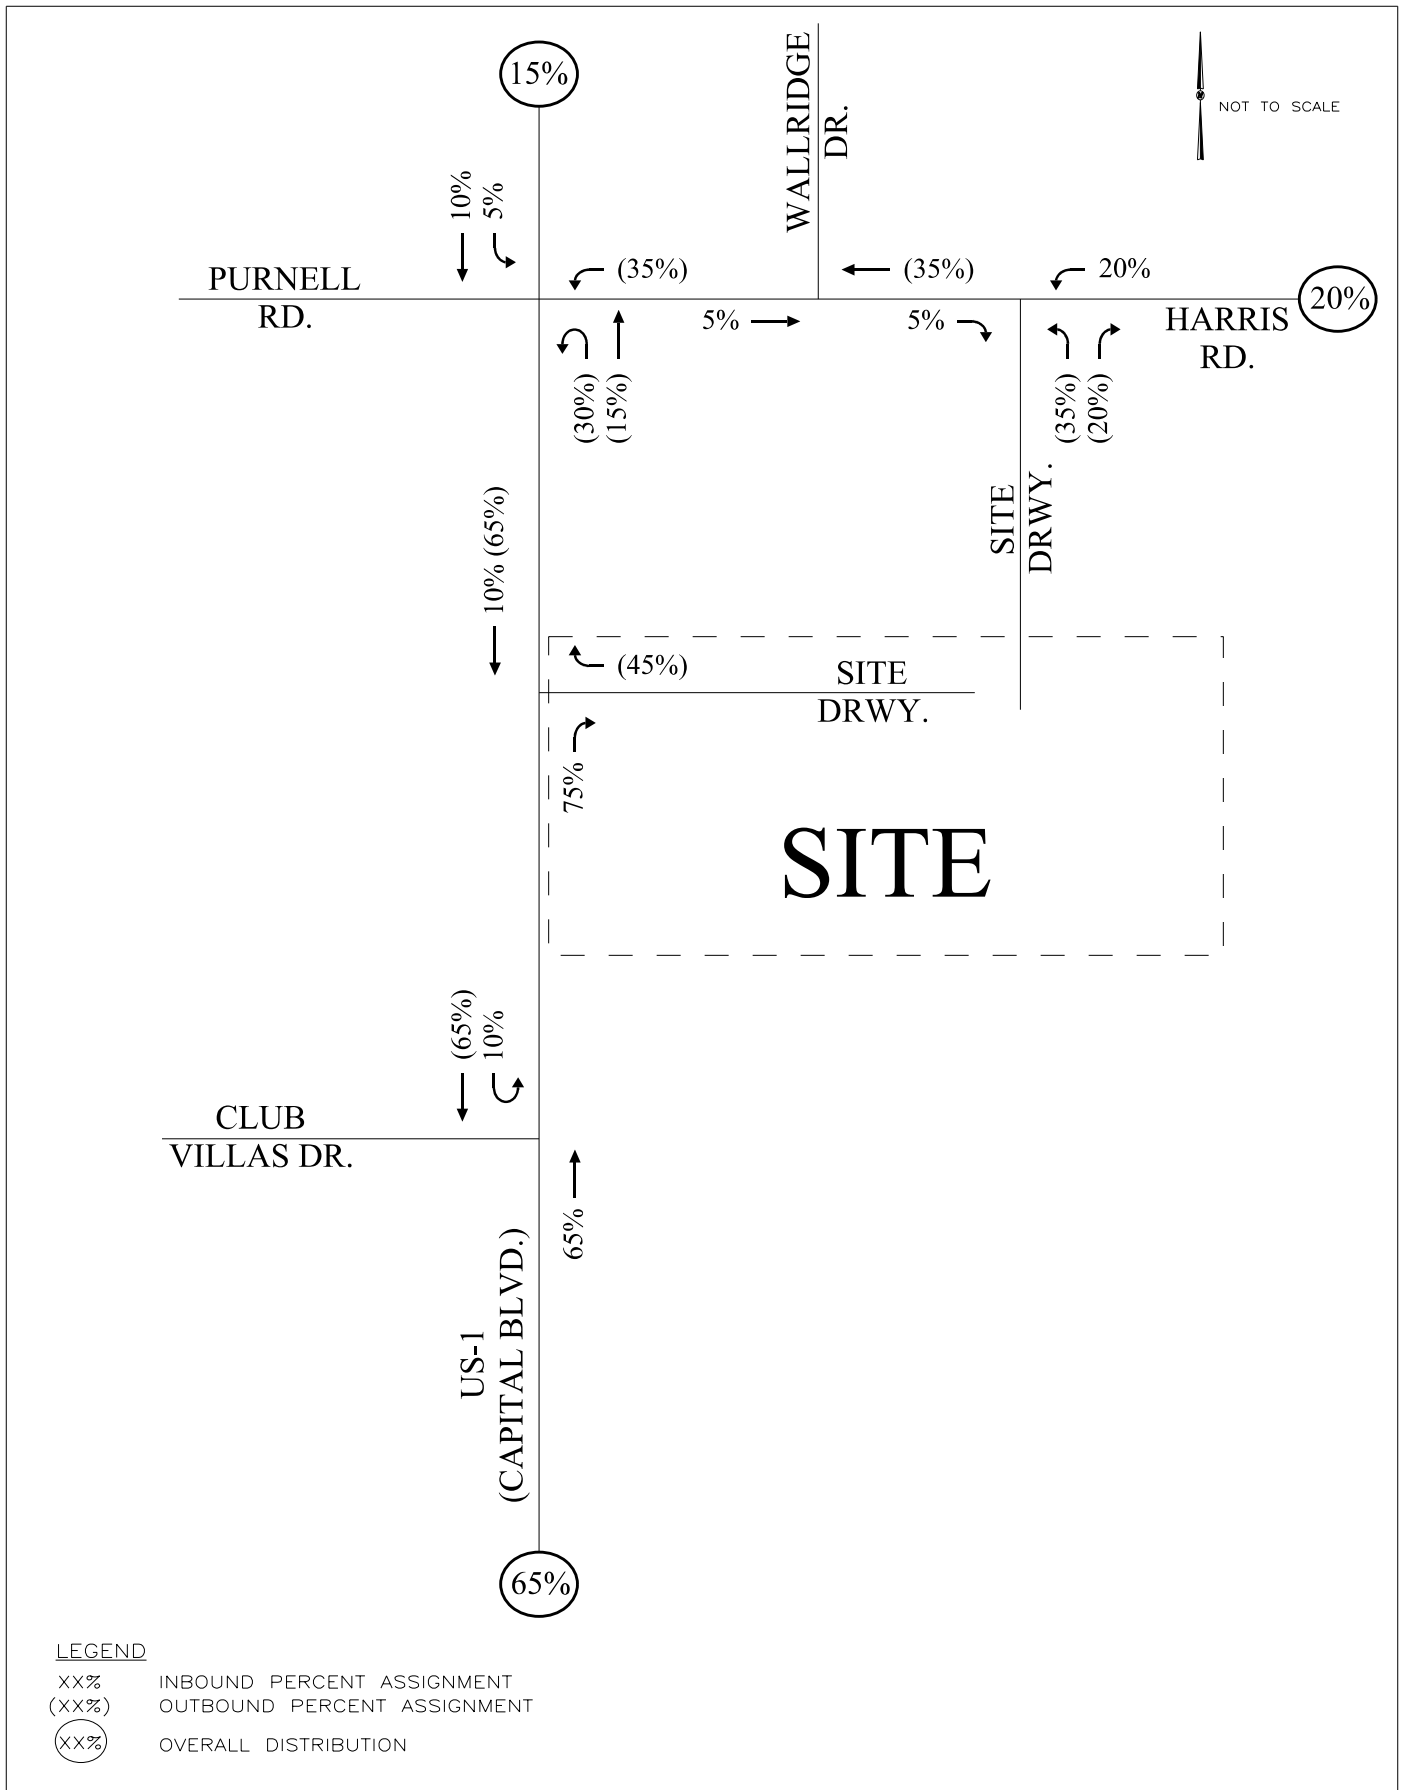 15%
WALLRIDGE
DR.
NOT TO SCALE
10%
5%
PURNELL
RD.
(35%)
(35%)
20%
20%
5%
5%
HARRIS
RD.
(30%)
(15%)
(35%)
(20%)
10% (65%)
SITE
DRWY.
(45%)
SITE
DRWY.
75%
SITE
(65%)
10%
CLUB
VILLAS DR.
65%
US-1
(CAPITAL BLVD.)
65%
LEGEND
XX% INBOUND PERCENT ASSIGNMENT
(XX%) OUTBOUND PERCENT ASSIGNMENT
XX% OVERALL DISTRIBUTION